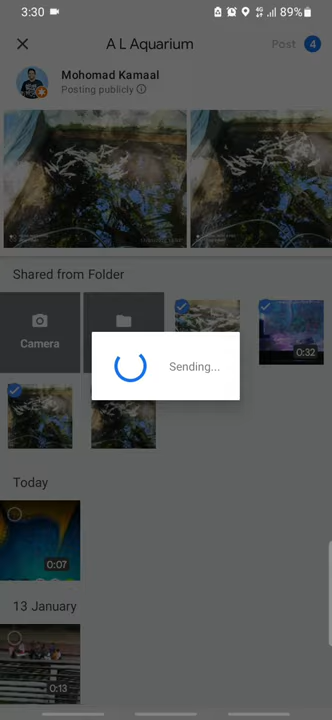 3:30
4G
89%
A L Aquarium
Post
4
Mohomad Kamaal
Posting publicly
Shared from Folder
Camera
0:32
Sending...
Today
0:07
13 January
0:13